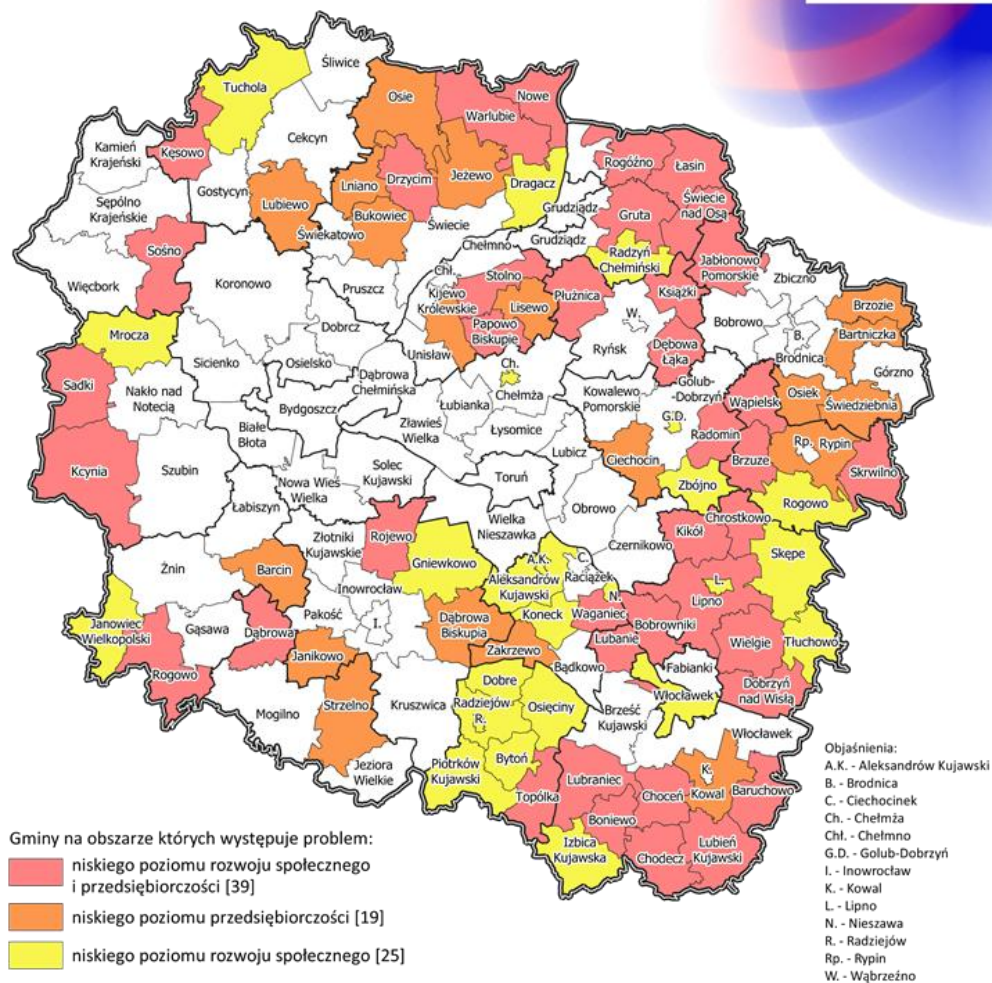 Śliwice
Tuchola
Osie
Nowe
Warlubie
Cekcyn
Kamień
Krajeński
Kęsowo
Rogóźno
Łasin
Lniano
Drzycim
Jeżewo
Dragacz
Gostycyn
Lubiewo
Bukowiec
Świecie
nad Osą
Sępólno
Krajeńskie
Grudziądz
Gruta
Świekatowo
Świecie
Sośno
Chełmno
Grudziądz
Radzyń
Chełmiński
Jabłonowo
Pomorskie
Zbiczno
Więcbork
Koronowo
Pruszcz
Chł.
Stolno
Kijewo
Królewskie
Lisewo
Płużnica
Książki
Brzozie
W.
Bobrowo
Mrocza
Dobrcz
Papowo
Biskupie
B.
Bartniczka
Sicienko
Osielsko
Unisław
Ryńsk
Dębowa
Łąka
Brodnica
Górzno
Sadki
Nakło nad
Notecią
Dąbrowa
Chełmińska
Ch.
Chełmża
Golub-
-Dobrzyń
Kowalewo
Pomorskie
Wąpielsk
Osiek
Świedziebnia
Bydgoszcz
Łubianka
G.D.
Białe
Błota
Zławieś
Wielka
Łysomice
Radomin
Rp.
Rypin
Kcynia
Szubin
Solec
Kujawski
Lubicz
Ciechocin
Brzuze
Skrwilno
Nowa Wieś
Wielka
Toruń
Zbójno
Rogowo
Łabiszyn
Obrowo
Złotniki
Kujawskie
Rojewo
Wielka
Nieszawka
Chrostkowo
Kikół
Czernikowo
Skępe
Żnin
Barcin
Gniewkowo
A.K.
C.
Aleksandrów
Kujawski
Raciążek
Inowrocław
N.
L.
Lipno
Janowiec
Wielkopolski
Gąsawa
Dąbrowa
Pakość
I.
Dąbrowa
Biskupia
Koneck
Waganiec
Bobrowniki
Lubanie
Wielgie
Tłuchowo
Rogowo
Janikowo
Zakrzewo
Bądkowo
Fabianki
Dobre
Dobrzyń
nad Wisłą
Mogilno
Strzelno
Kruszwica
Radziejów
R.
Osięciny
Brześć
Kujawski
Włocławek
Włocławek
Jeziora
Wielkie
Piotrków
Kujawski
Bytoń
Lubraniec
Choceń
K.
Kowal
Baruchowo
Topólka
Boniewo
Izbica
Kujawska
Chodecz
Lubień
Kujawski
Objaśnienia:
A.K. - Aleksandrów Kujawski
B. - Brodnica
C. - Ciechocinek
Ch. - Chełmża
Chł. - Chełmno
G.D. - Golub-Dobrzyń
I. - Inowrocław
K. - Kowal
L. - Lipno
N. - Nieszawa
R. - Radziejów
Rp. - Rypin
W. - Wąbrzeźno
Gminy na obszarze których występuje problem:
niskiego poziomu rozwoju społecznego
i przedsiębiorczości [39]
niskiego poziomu przedsiębiorczości [19]
niskiego poziomu rozwoju społecznego [25]